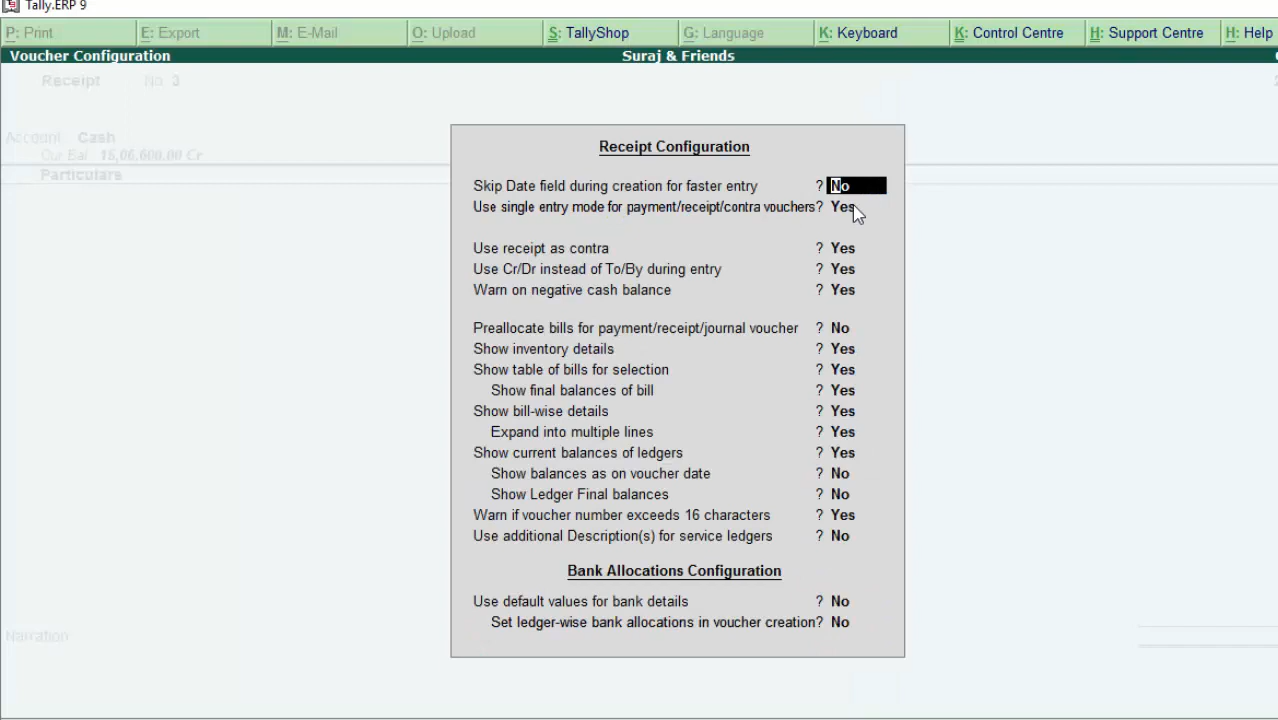 Tally.ERP 9
P: Print E: Export M: E-Mail O: Upload S: TallyShop G: Language K: Keyboard K: Control Centre H: Support Centre H: Help
Voucher Configuration Suraj & Friends
Receipt No 3
Account Cash
Cur Bal 16,06,600.00 Cr
Particulars
Receipt Configuration
Skip Date field during creation for faster entry ? No
Use single entry mode for payment/receipt/contra vouchers? Yes
Use receipt as contra ? Yes
Use Cr/Dr instead of To/By during entry ? Yes
Warn on negative cash balance ? Yes
Preallocate bills for payment/receipt/journal voucher ? No
Show inventory details ? Yes
Show table of bills for selection ? Yes
Show final balances of bill ? Yes
Show bill-wise details ? Yes
Expand into multiple lines ? Yes
Show current balances of ledgers ? Yes
Show balances as on voucher date ? No
Show Ledger Final balances ? No
Warn if voucher number exceeds 16 characters ? Yes
Use additional Description(s) for service ledgers ? No
Bank Allocations Configuration
Use default values for bank details ? No
Set ledger-wise bank allocations in voucher creation? No
Narration